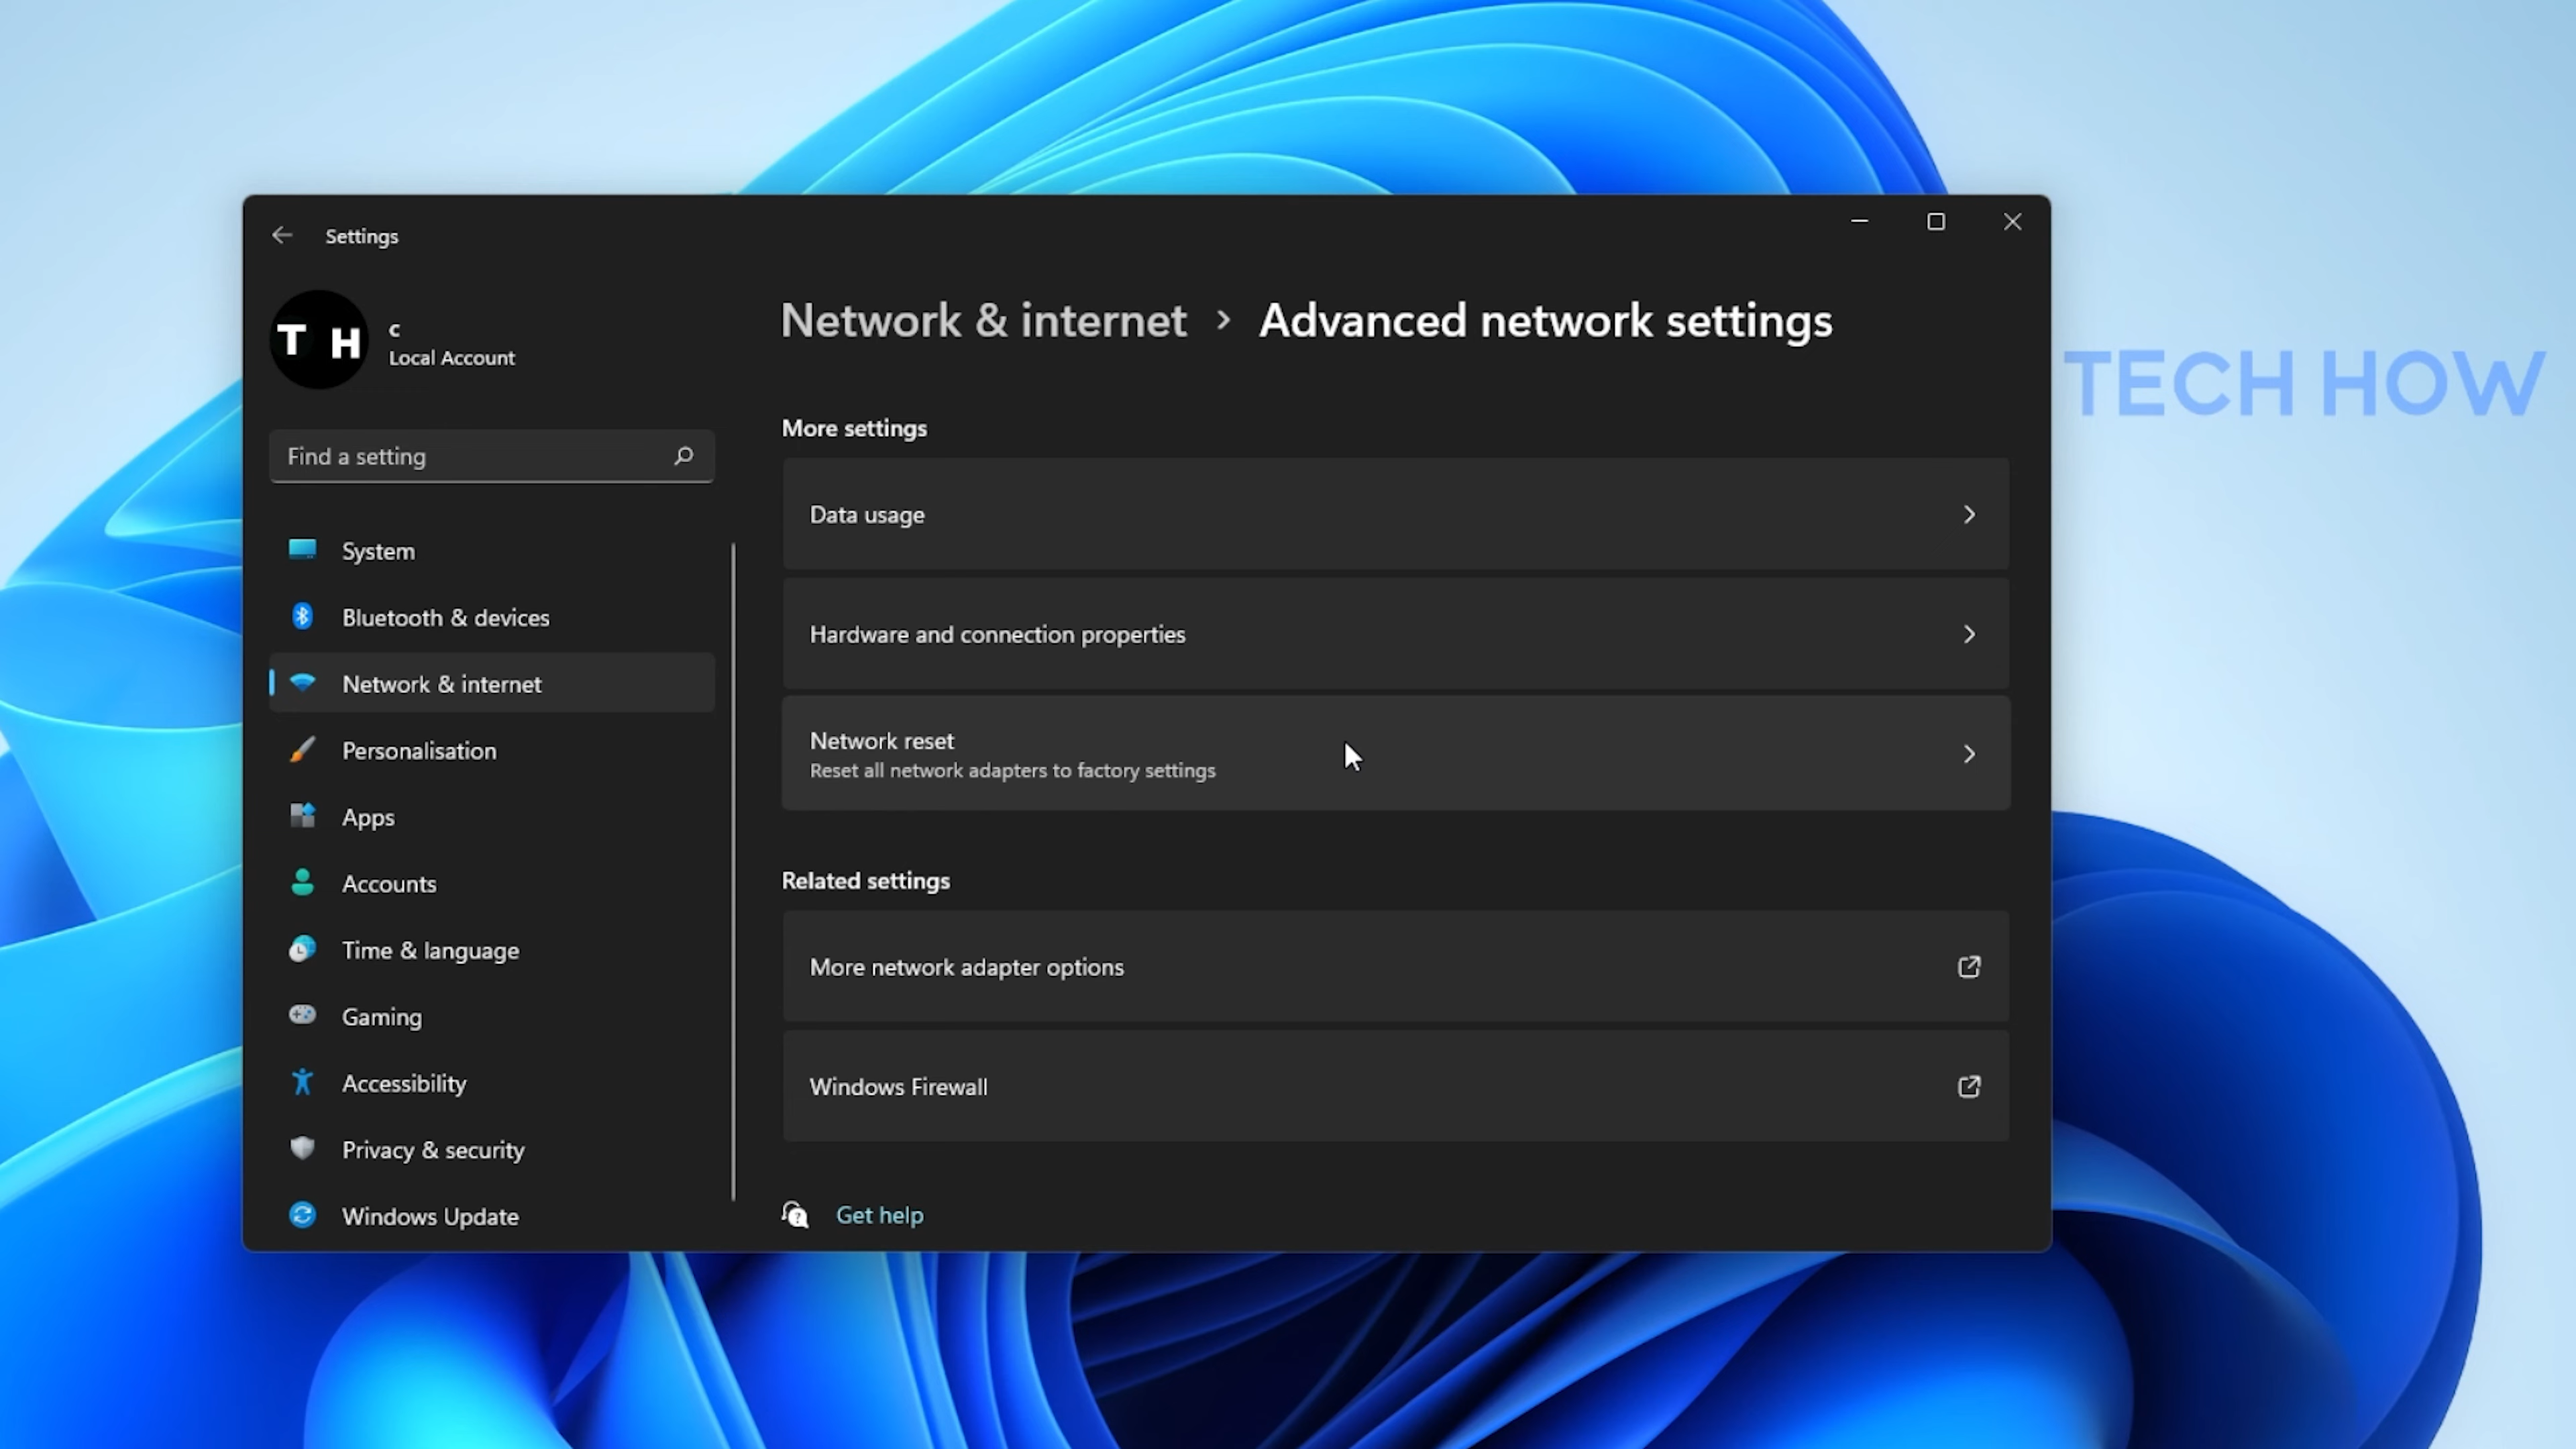 Settings
T H
c
Local Account
Find a setting
System
Bluetooth & devices
Network & internet
Personalisation
Apps
Accounts
Time & language
Gaming
Accessibility
Privacy & security
Windows Update
Network & internet > Advanced network settings
More settings
Data usage
Hardware and connection properties
Network reset
Reset all network adapters to factory settings
Related settings
More network adapter options
Windows Firewall
Get help
TECH HOW